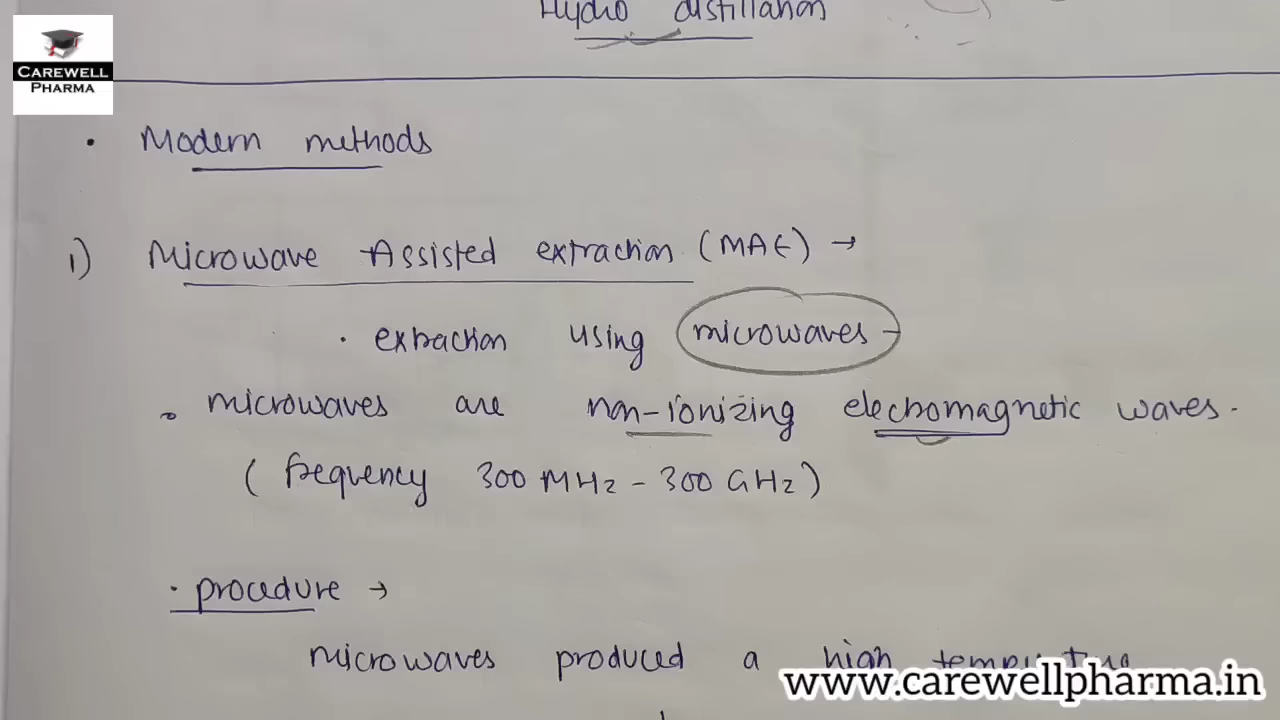 Hydro distillation
CAREWELL
PHARMA
• Modern methods
1) Microwave Assisted extraction (MAE) →
• extraction using microwaves -
• microwaves are non-ionizing electromagnetic waves.
( frequency 300 MHz - 300 GHz )
• procedure →
microwaves produced a high temperature
www.carewellpharma.in